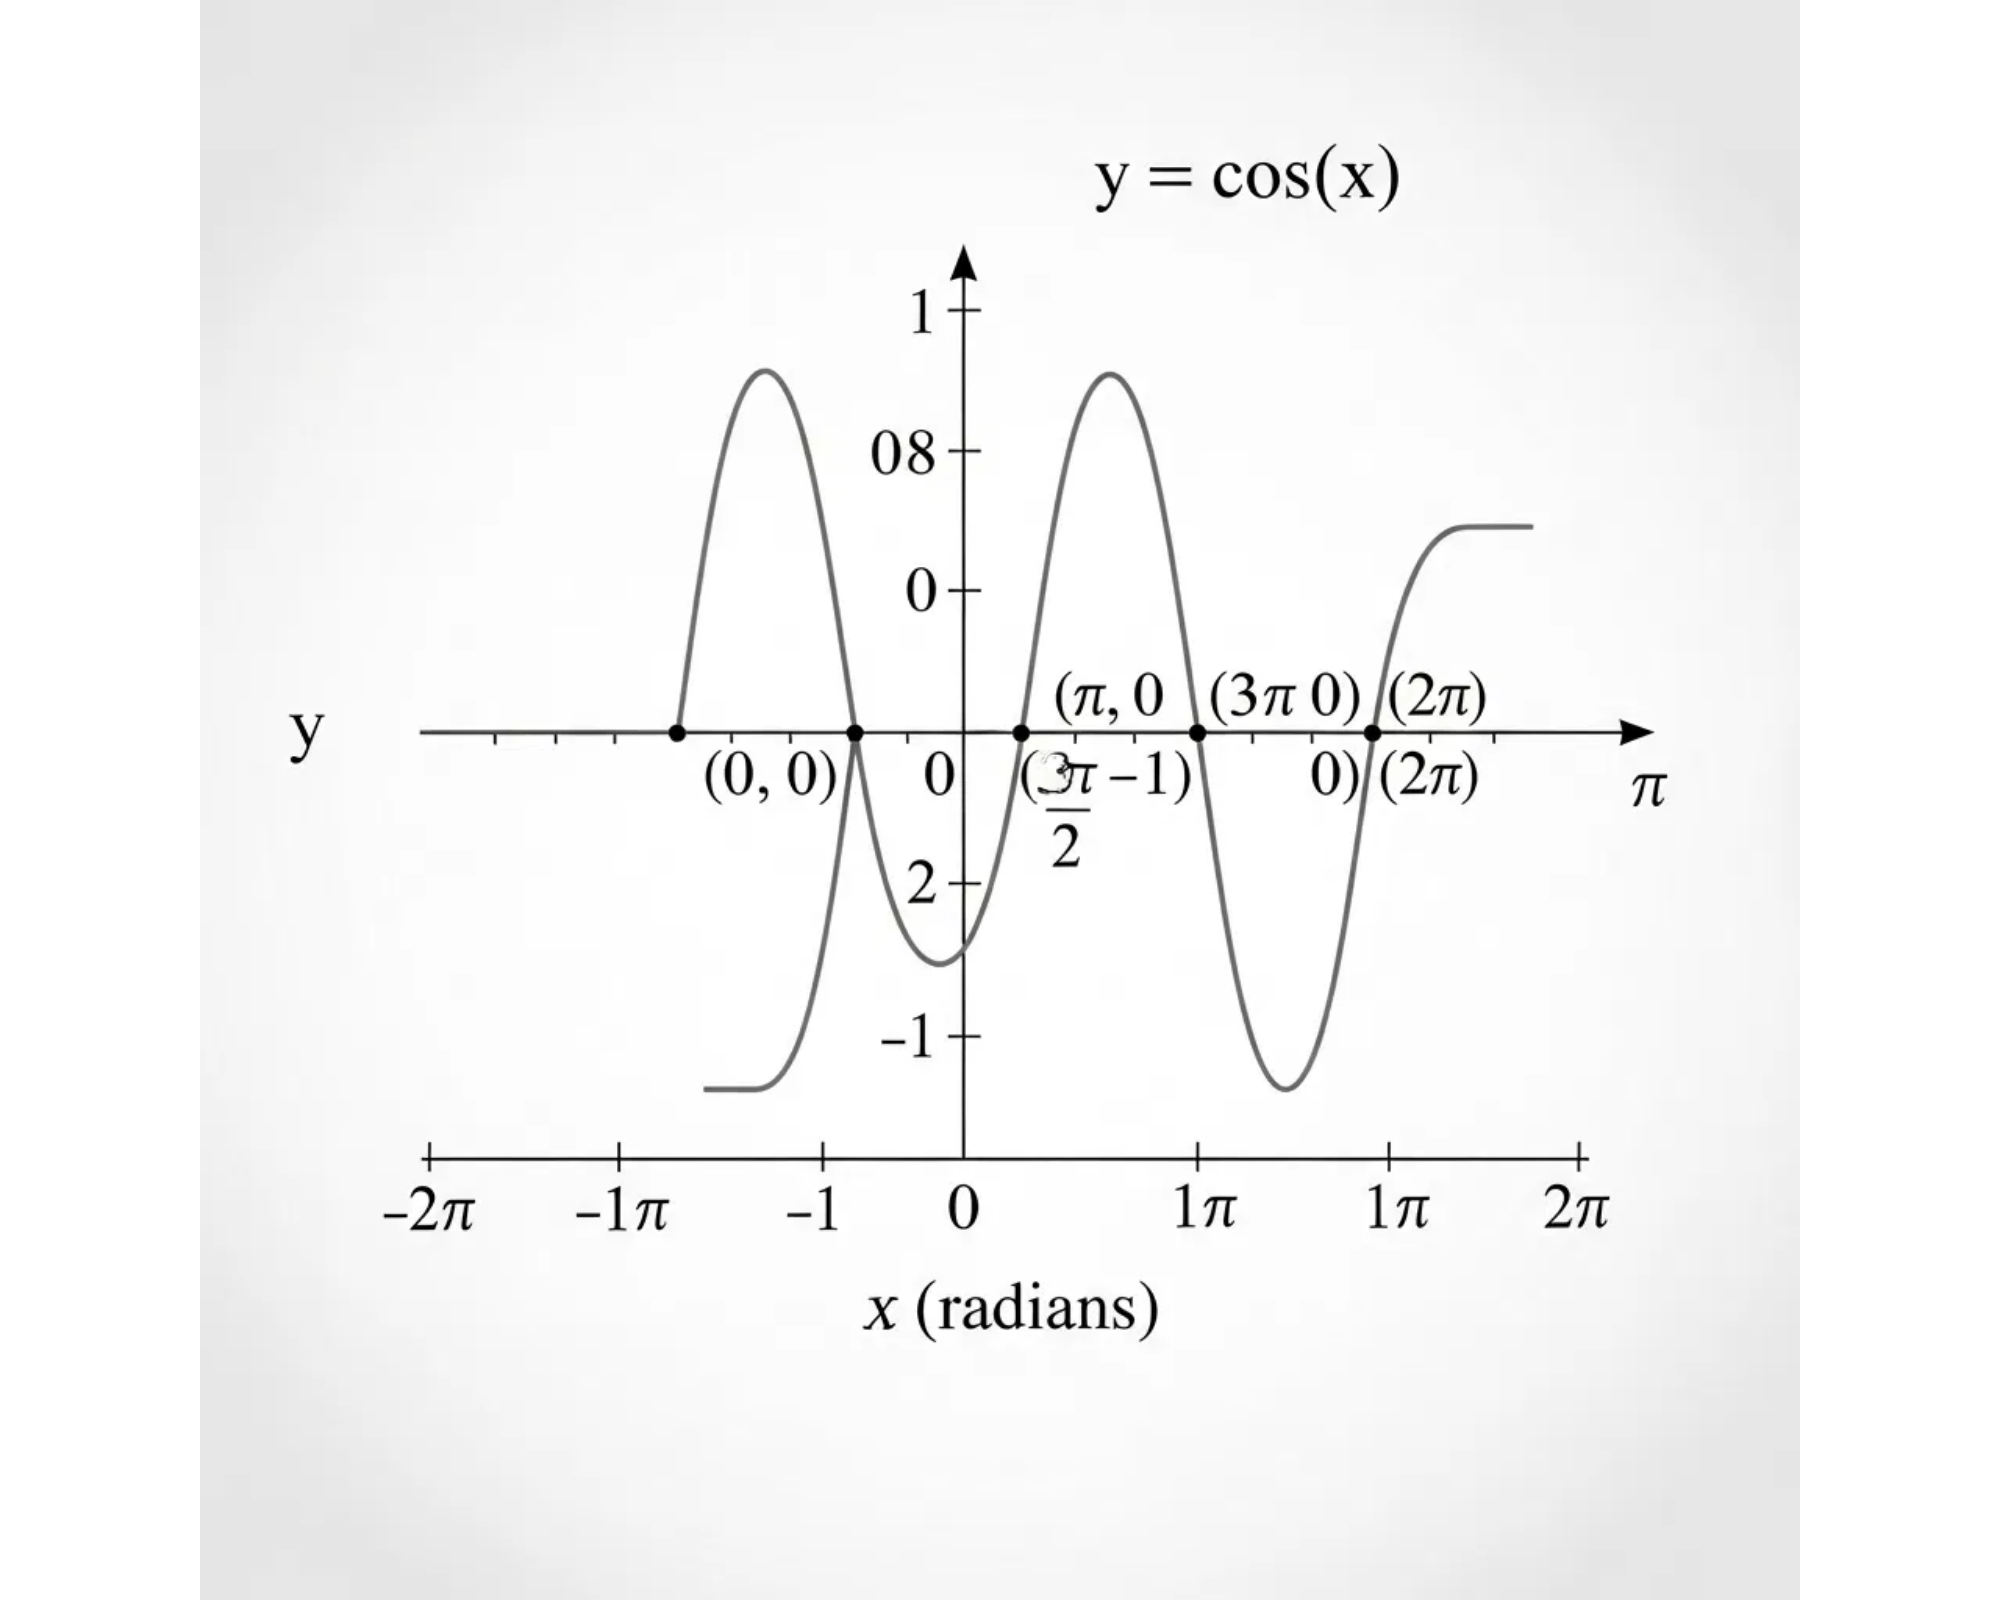 y = cos(x)
1
08
0
(π, 0 (3π 0) (2π)
y
(0, 0) 0 (3π −1) 0) (2π) π
2
2
−1
−2π −1π −1 0 1π 1π 2π
x (radians)